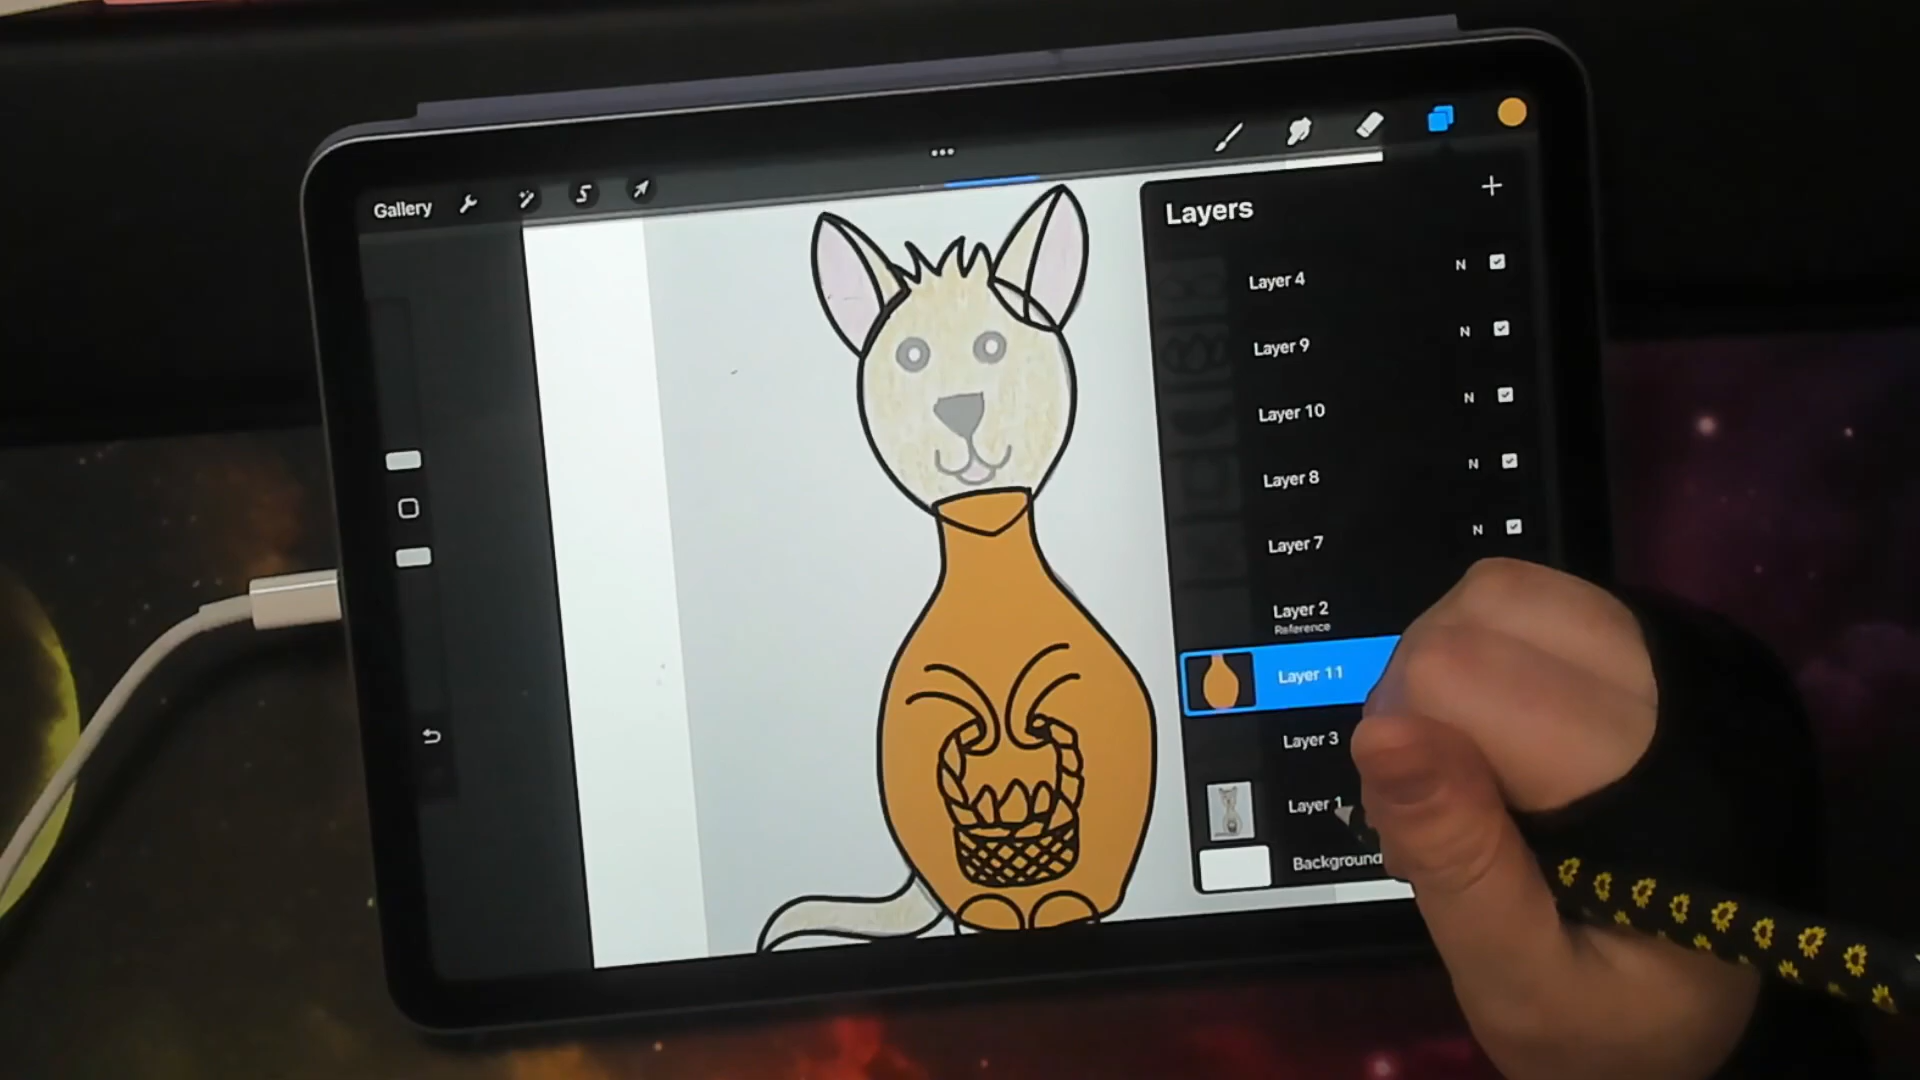 Gallery
Layers
Layer 4 N
Layer 9 N
Layer 10 N
Layer 8 N
Layer 7 N
Layer 2
Reference
Layer 11
Layer 3
Layer 1
Background